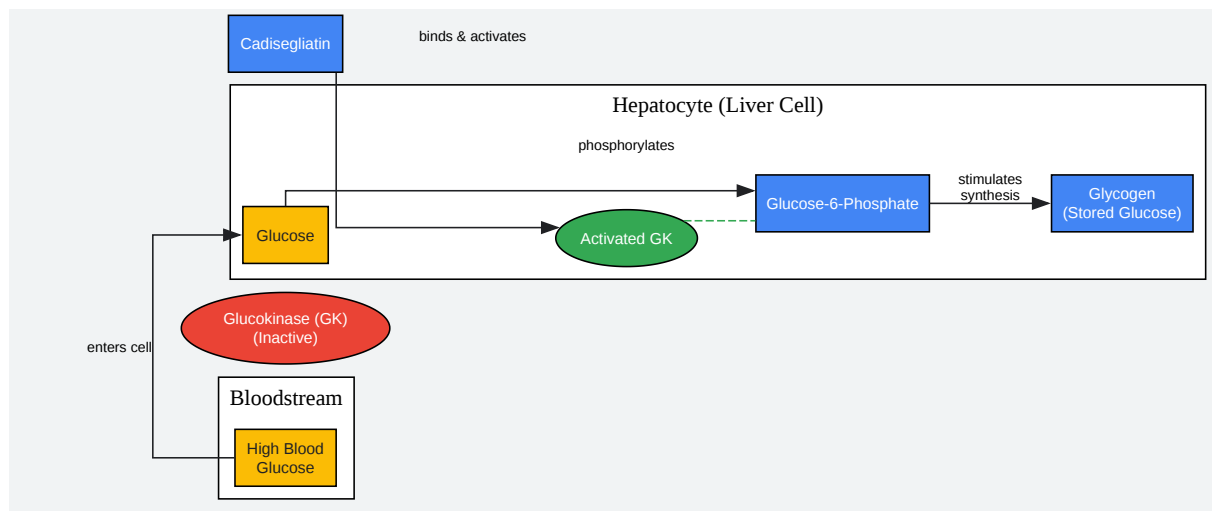 Cadisegliatin
binds & activates
Hepatocyte (Liver Cell)
phosphorylates
Glucose
Activated GK
Glucose-6-Phosphate
stimulates
synthesis
Glycogen
(Stored Glucose)
Glucokinase (GK)
(Inactive)
enters cell
Bloodstream
High Blood
Glucose